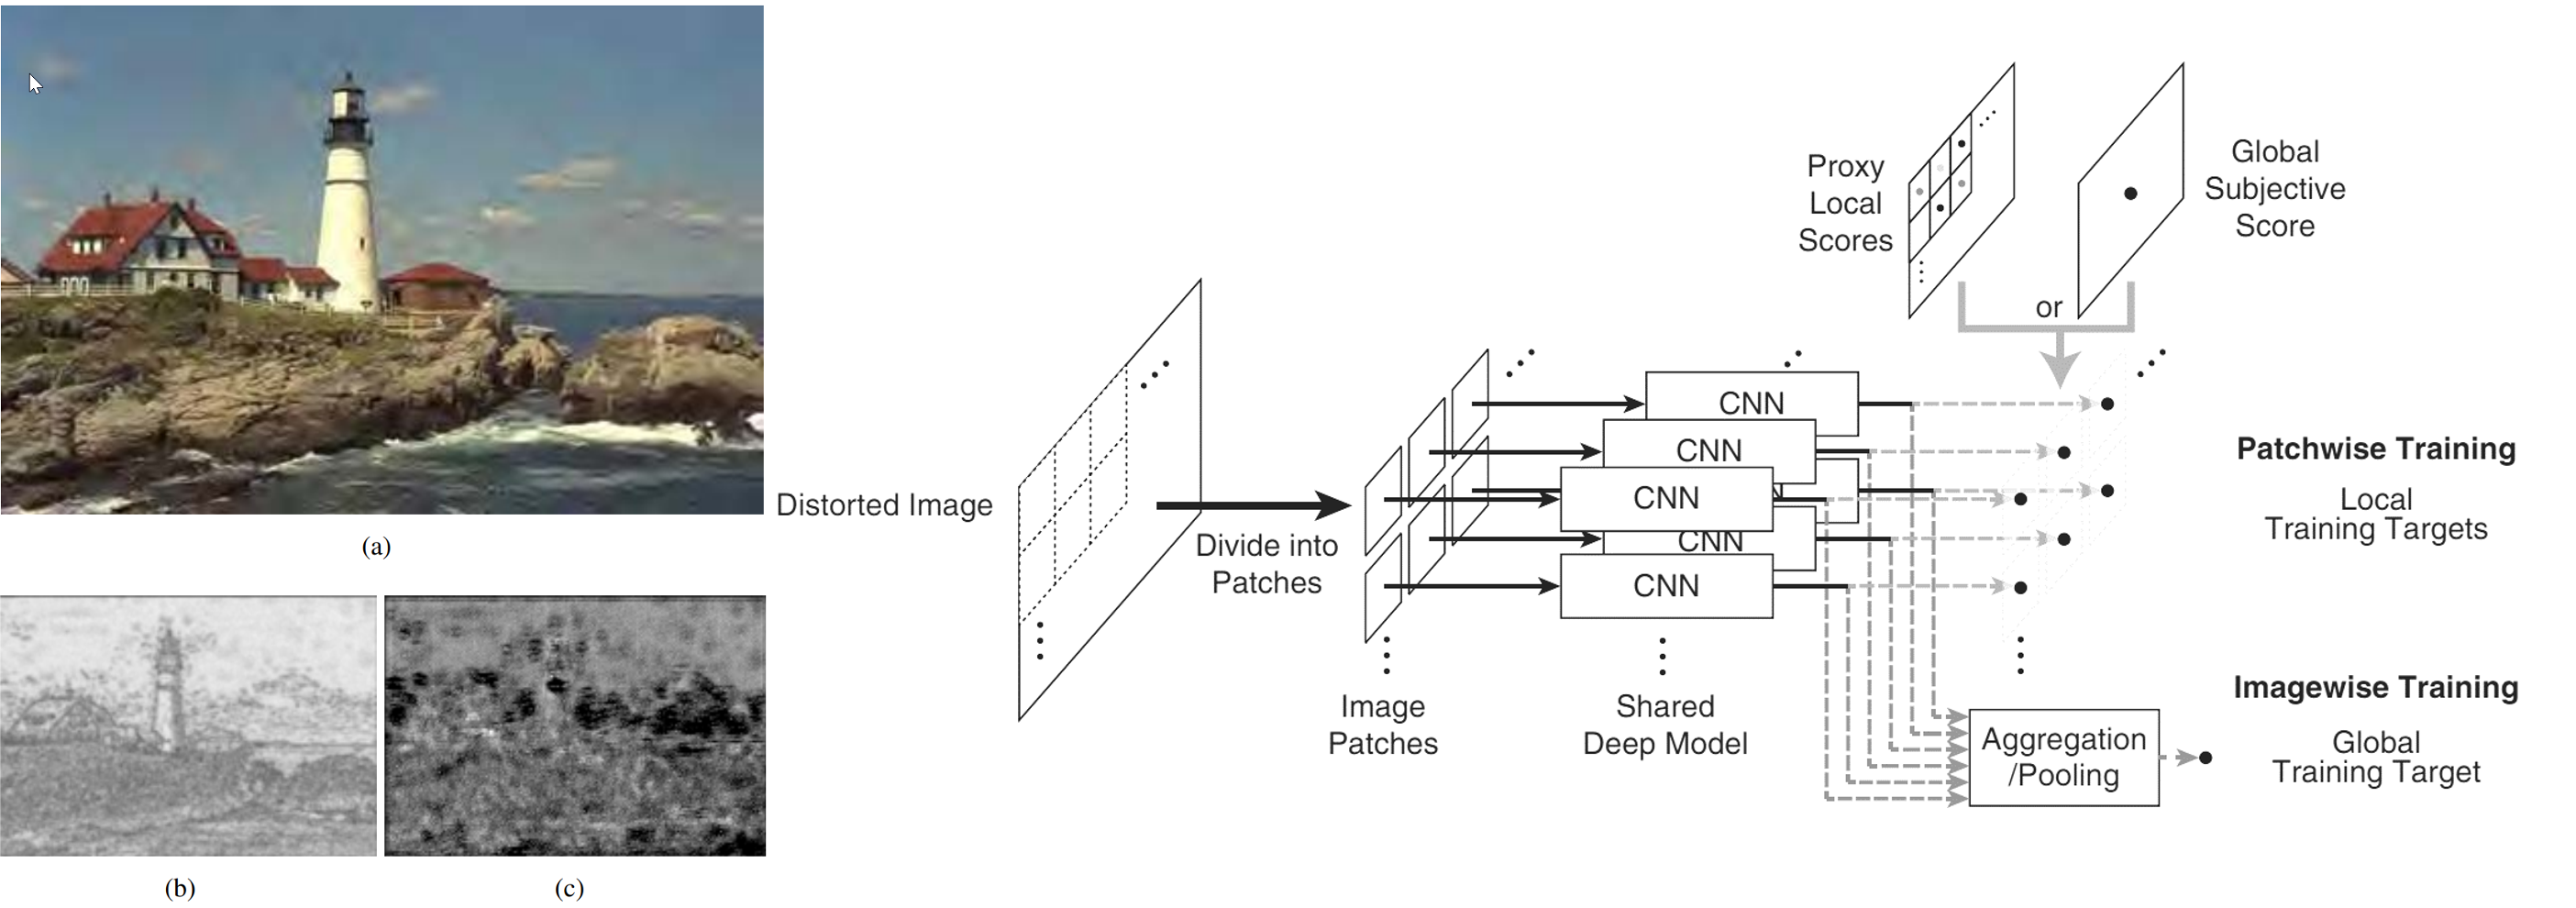 (a)
(b)
(c)
Distorted Image
Divide into
Patches
Image
Patches
CNN
CNN
CNN
CNN
CNN
Shared
Deep Model
Proxy
Local
Scores
or
Global
Subjective
Score
Patchwise Training
Local
Training Targets
Imagewise Training
Aggregation
/Pooling
Global
Training Target